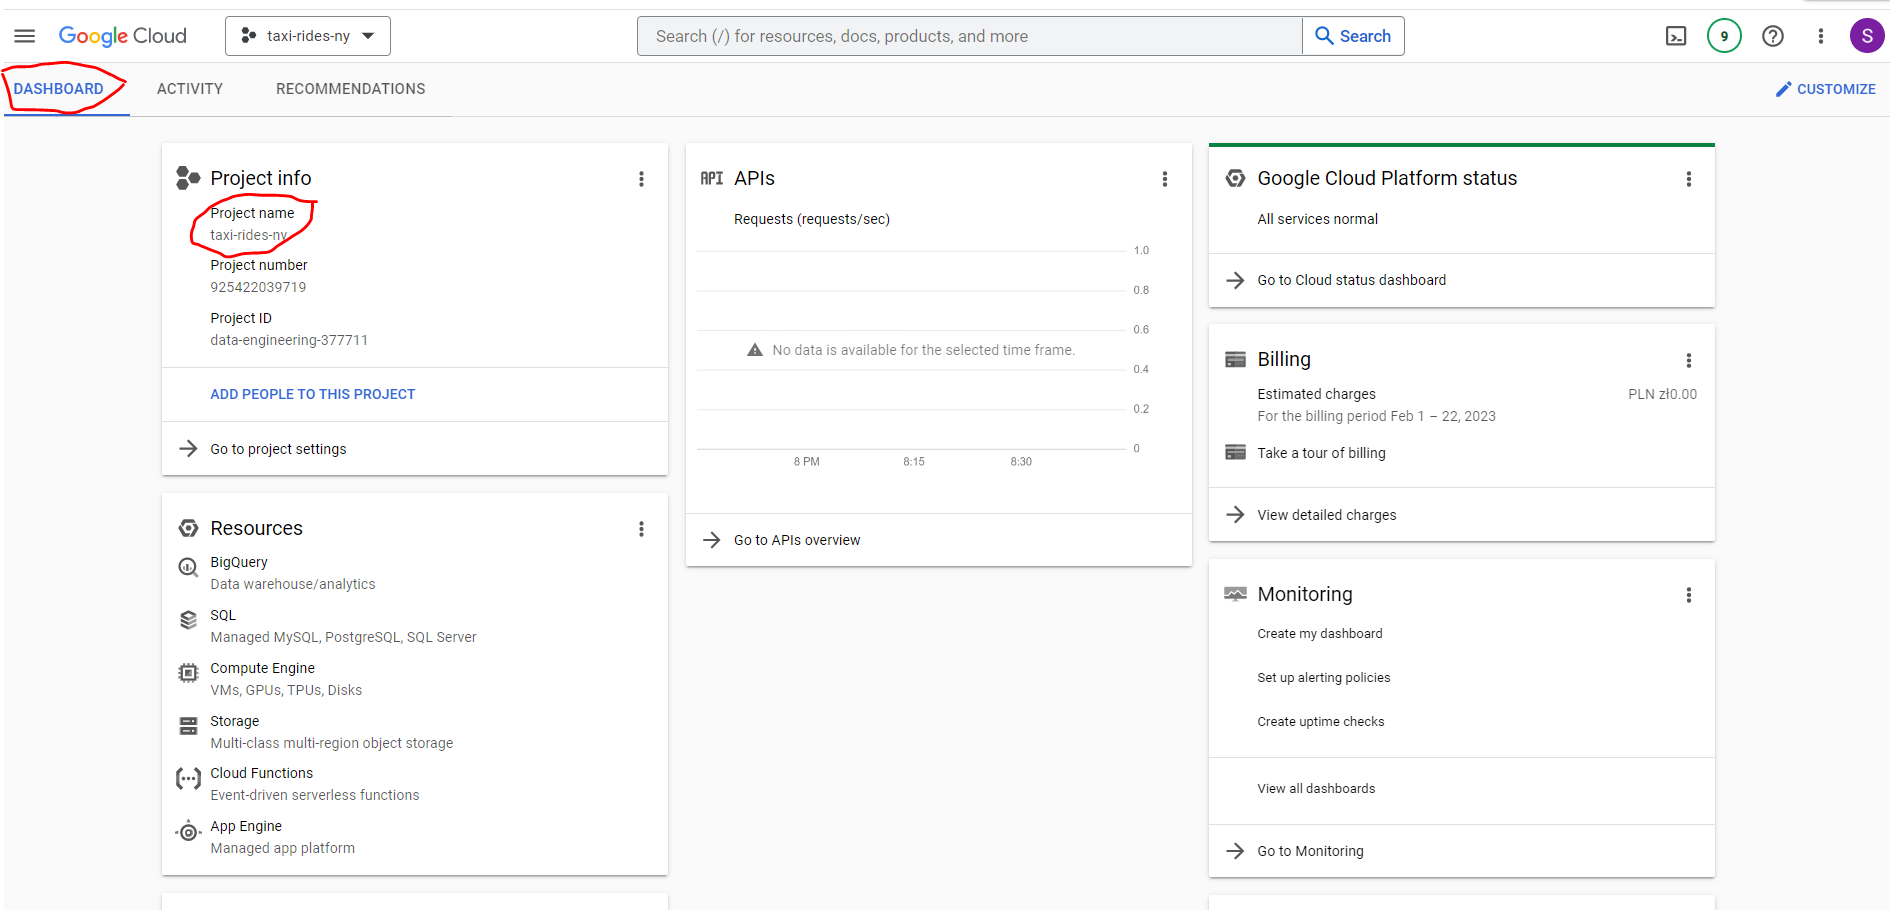 Google Cloud
taxi-rides-ny
Search (/) for resources, docs, products, and more
Search
9
S
DASHBOARD
ACTIVITY
RECOMMENDATIONS
CUSTOMIZE
Project info
Project name
taxi-rides-ny
Project number
925422039719
Project ID
data-engineering-377711
ADD PEOPLE TO THIS PROJECT
Go to project settings
Resources
BigQuery
Data warehouse/analytics
SQL
Managed MySQL, PostgreSQL, SQL Server
Compute Engine
VMs, GPUs, TPUs, Disks
Storage
Multi-class multi-region object storage
Cloud Functions
Event-driven serverless functions
App Engine
Managed app platform
API APIs
Requests (requests/sec)
1.0
0.8
0.6
No data is available for the selected time frame.
0.4
0.2
0
8 PM 8:15 8:30
Go to APIs overview
Google Cloud Platform status
All services normal
Go to Cloud status dashboard
Billing
Estimated charges PLN zł0.00
For the billing period Feb 1 – 22, 2023
Take a tour of billing
View detailed charges
Monitoring
Create my dashboard
Set up alerting policies
Create uptime checks
View all dashboards
Go to Monitoring